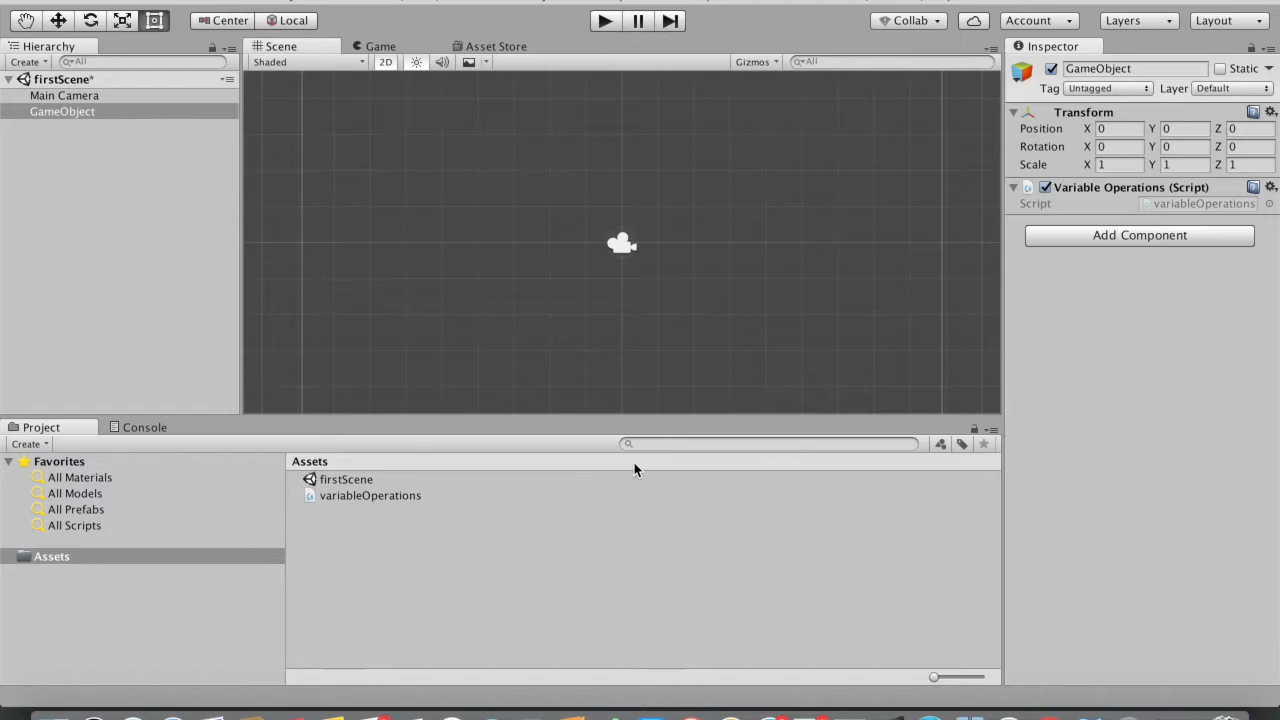 Center Local Collab Account Layers Layout
Hierarchy Scene Game Asset Store Inspector
Create All Shaded 2D Gizmos All
firstScene*
Main Camera
GameObject
GameObject Static
Tag Untagged Layer Default
Transform
Position X 0 Y 0 Z 0
Rotation X 0 Y 0 Z 0
Scale X 1 Y 1 Z 1
Variable Operations (Script)
Script variableOperations
Add Component
Project Console
Create
Favorites
All Materials
All Models
All Prefabs
All Scripts
Assets
Assets
firstScene
variableOperations